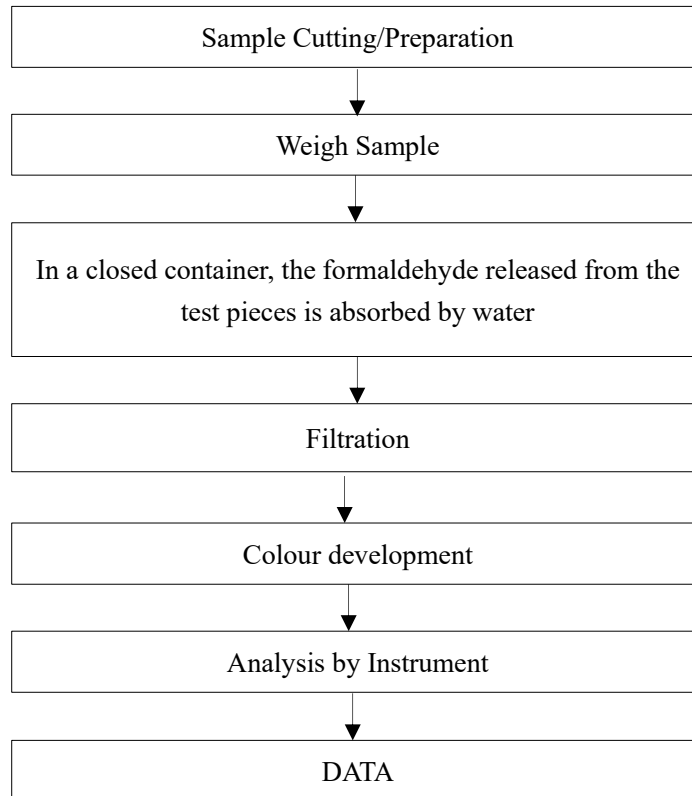 Sample Cutting/Preparation
Weigh Sample
In a closed container, the formaldehyde released from the
test pieces is absorbed by water
Filtration
Colour development
Analysis by Instrument
DATA